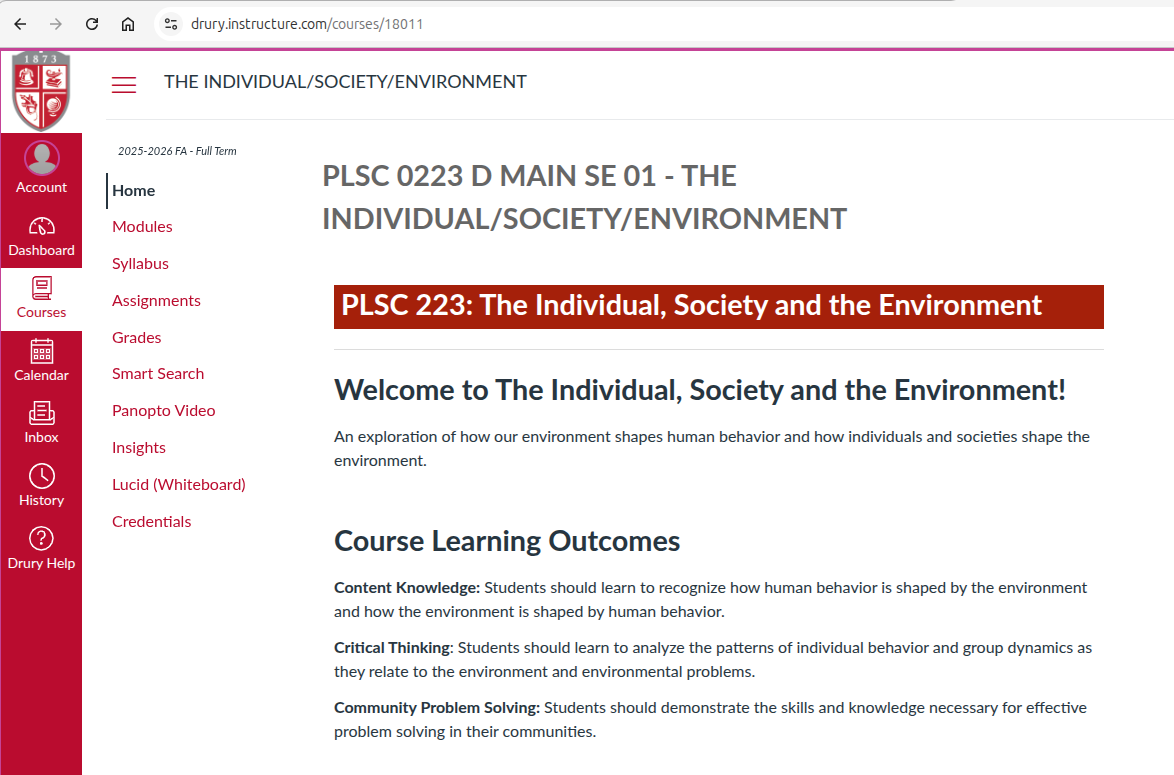 drury.instructure.com/courses/18011
1873
THE INDIVIDUAL/SOCIETY/ENVIRONMENT
Account
Dashboard
Courses
Calendar
Inbox
History
Drury Help
2025-2026 FA - Full Term
Home
Modules
Syllabus
Assignments
Grades
Smart Search
Panopto Video
Insights
Lucid (Whiteboard)
Credentials
PLSC 0223 D MAIN SE 01 - THE
INDIVIDUAL/SOCIETY/ENVIRONMENT
PLSC 223: The Individual, Society and the Environment
Welcome to The Individual, Society and the Environment!
An exploration of how our environment shapes human behavior and how individuals and societies shape the
environment.
Course Learning Outcomes
Content Knowledge: Students should learn to recognize how human behavior is shaped by the environment
and how the environment is shaped by human behavior.
Critical Thinking: Students should learn to analyze the patterns of individual behavior and group dynamics as
they relate to the environment and environmental problems.
Community Problem Solving: Students should demonstrate the skills and knowledge necessary for effective
problem solving in their communities.